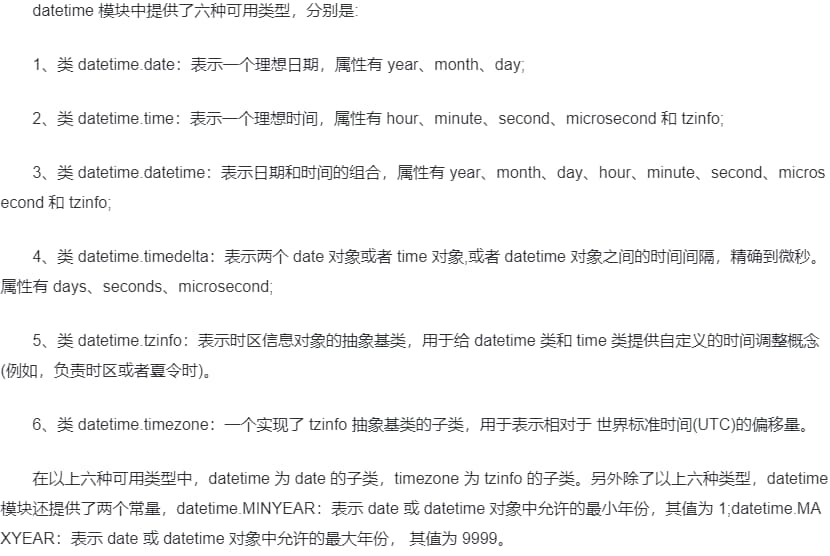 datetime 模块中提供了六种可用类型，分别是:
1、类 datetime.date：表示一个理想日期，属性有 year、month、day;
2、类 datetime.time：表示一个理想时间，属性有 hour、minute、second、microsecond 和 tzinfo;
3、类 datetime.datetime：表示日期和时间的组合，属性有 year、month、day、hour、minute、second、micros
econd 和 tzinfo;
4、类 datetime.timedelta：表示两个 date 对象或者 time 对象,或者 datetime 对象之间的时间间隔，精确到微秒。
属性有 days、seconds、microsecond;
5、类 datetime.tzinfo：表示时区信息对象的抽象基类，用于给 datetime 类和 time 类提供自定义的时间调整概念
(例如，负责时区或者夏令时)。
6、类 datetime.timezone：一个实现了 tzinfo 抽象基类的子类，用于表示相对于 世界标准时间(UTC)的偏移量。
在以上六种可用类型中，datetime 为 date 的子类，timezone 为 tzinfo 的子类。另外除了以上六种类型，datetime
模块还提供了两个常量，datetime.MINYEAR：表示 date 或 datetime 对象中允许的最小年份，其值为 1;datetime.MA
XYEAR：表示 date 或 datetime 对象中允许的最大年份， 其值为 9999。